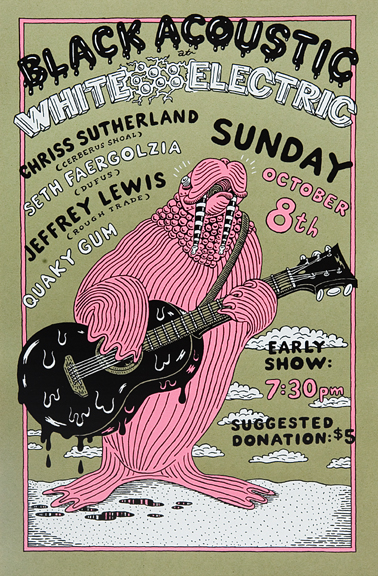 BLACK ACOUSTIC
at
WHITE ELECTRIC
CHRISS SUTHERLAND
(CERBERUS SHOAL)
SETH FAERGOLZIA
(DUFUS)
JEFFREY LEWIS
(ROUGH TRADE)
QUAKY GUM
SUNDAY
OCTOBER
8th
EARLY
SHOW:
7:30pm
SUGGESTED
DONATION:$5